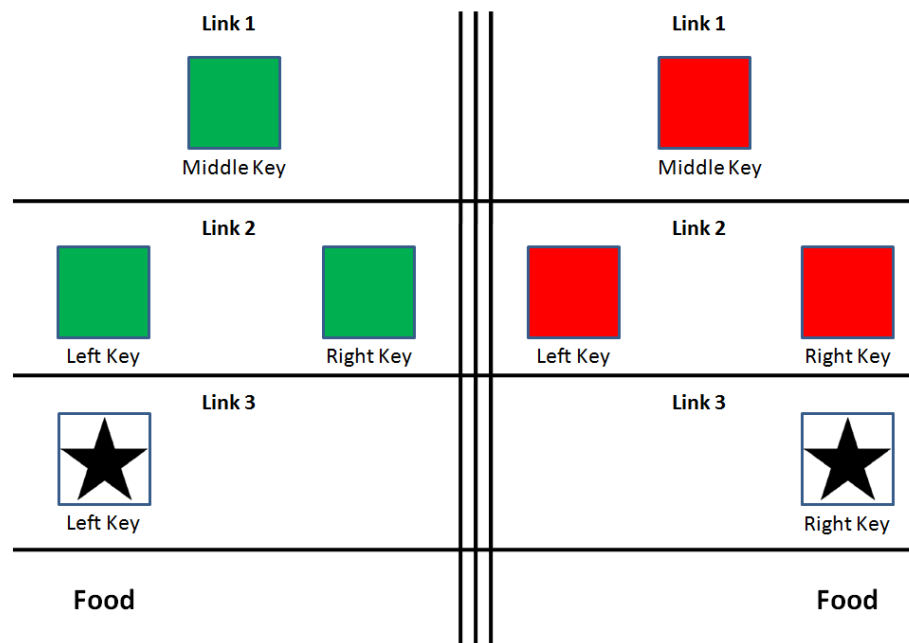 Link 1
Middle Key
Link 2
Left Key Right Key
Link 3
Left Key
Food
Link 1
Middle Key
Link 2
Left Key Right Key
Link 3
Right Key
Food